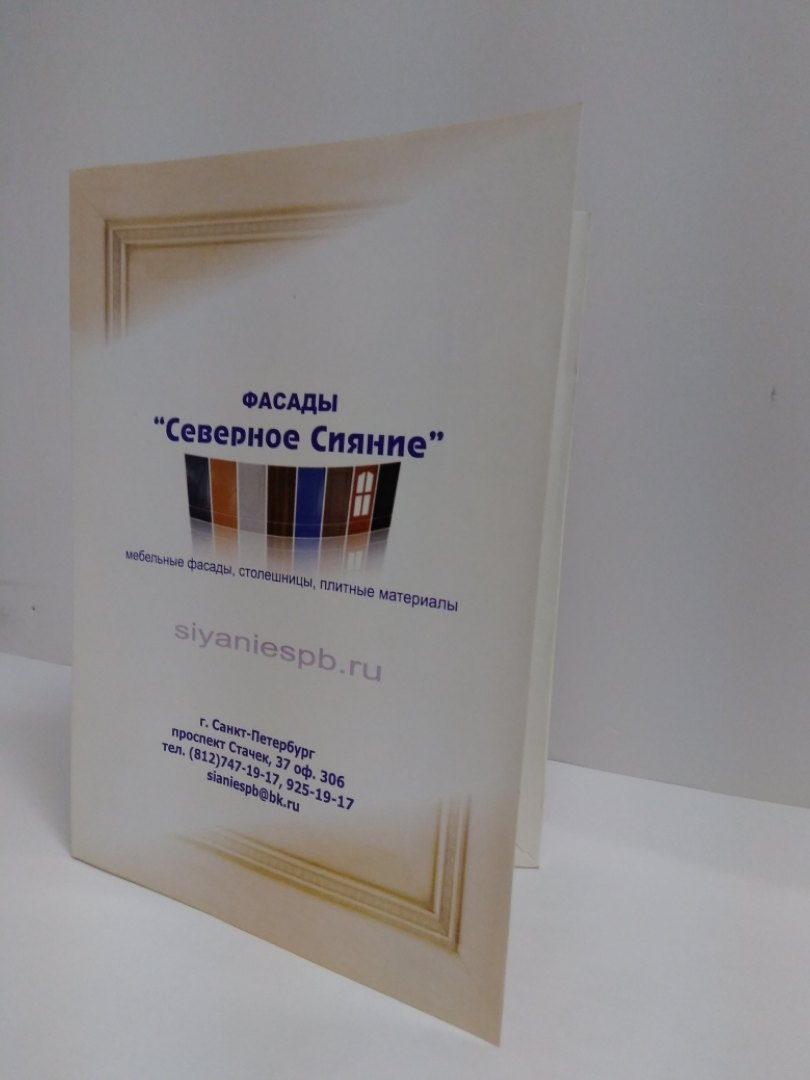 ФАСАДЫ
"Северное Сияние"
мебельные фасады, столешницы, плитные материалы
siyaniespb.ru
г. Санкт-Петербург
проспект Стачек, 37 оф. 306
тел. (812)747-19-17, 925-19-17
sianiespb@bk.ru